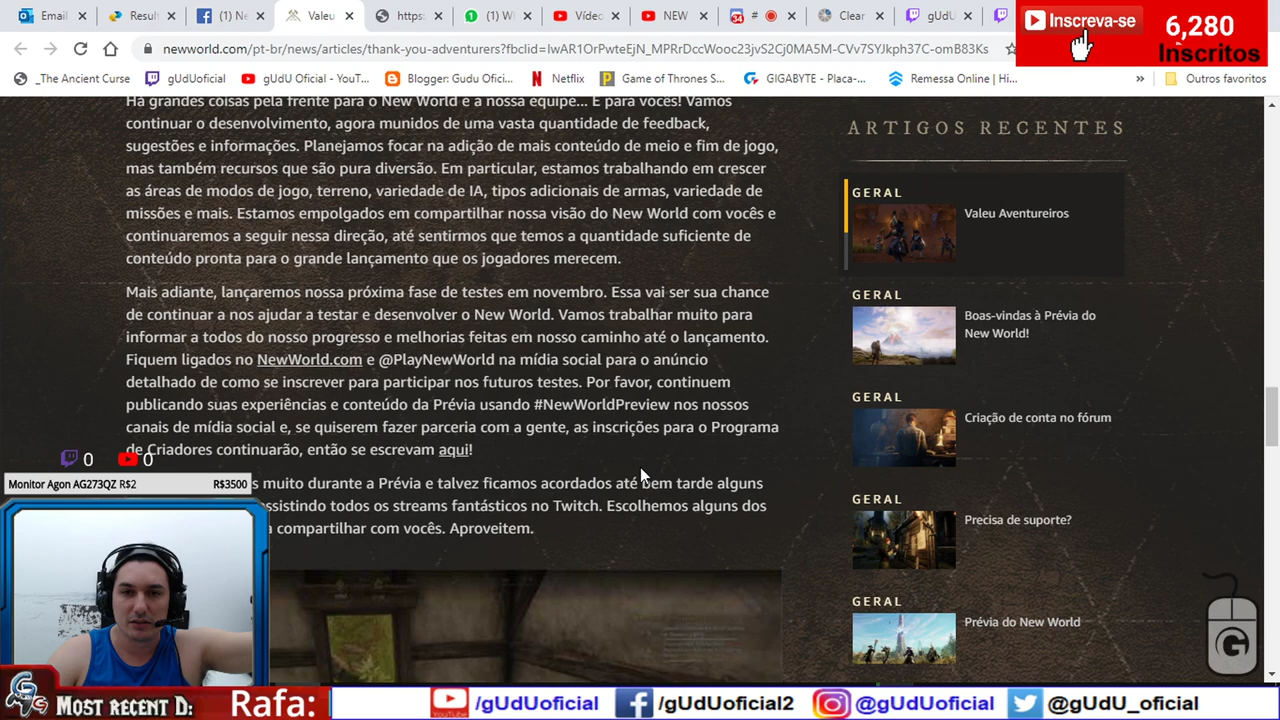 Email
Resul
(1) Ne
Valeu
https:
(1) WI
Vídeo
NEW
34
#
Clear
gUdU
Inscreva-se
6,280
Inscritos
newworld.com/pt-br/news/articles/thank-you-adventures?fbclid=IwAR1OrPwteEjN_MPRrDccWooc23jvS2Cj0MA5M-CVv7SYJkph37C-omB83Ks
_The Ancient Curse
gUdUoficial
gUdU Oficial - YouT...
Blogger: Gudu Ofici...
Netflix
Game of Thrones S...
GIGABYTE - Placa-...
Remessa Online | Hi...
»
Outros favoritos
Há grandes coisas pela frente para o New World e a nossa equipe... E para vocês! Vamos
continuar o desenvolvimento, agora munidos de uma vasta quantidade de feedback,
sugestões e informações. Planejamos focar na adição de mais conteúdo de meio e fim de jogo,
mas também recursos que são pura diversão. Em particular, estamos trabalhando em crescer
as áreas de modos de jogo, terreno, variedade de IA, tipos adicionais de armas, variedade de
missões e mais. Estamos empolgados em compartilhar nossa visão do New World com vocês e
continuaremos a seguir nessa direção, até sentirmos que temos a quantidade suficiente de
conteúdo pronta para o grande lançamento que os jogadores merecem.
Mais adiante, lançaremos nossa próxima fase de testes em novembro. Essa vai ser sua chance
de continuar a nos ajudar a testar e desenvolver o New World. Vamos trabalhar muito para
informar a todos do nosso progresso e melhorias feitas em nosso caminho até o lançamento.
Fiquem ligados no NewWorld.com e @PlayNewWorld na mídia social para o anúncio
detalhado de como se inscrever para participar nos futuros testes. Por favor, continuem
publicando suas experiências e conteúdo da Prévia usando #NewWorldPreview nos nossos
canais de mídia social e, se quiserem fazer parceria com a gente, as inscrições para o Programa
de Criadores continuarão, então se escrevam aqui!
s muito durante a Prévia e talvez ficamos acordados até bem tarde alguns
ssistindo todos os streams fantásticos no Twitch. Escolhemos alguns dos
a compartilhar com vocês. Aproveitem.
ARTIGOS RECENTES
GERAL
Valeu Aventureiros
GERAL
Boas-vindas à Prévia do
New World!
GERAL
Criação de conta no fórum
GERAL
Precisa de suporte?
GERAL
Prévia do New World
0
0
Monitor Agon AG273QZ R$2
R$3500
G
Most recent D:
Rafa:
YouTube
/gUdUoficial
/gUdUoficial2
@gUdUoficial
@gUdU_oficial